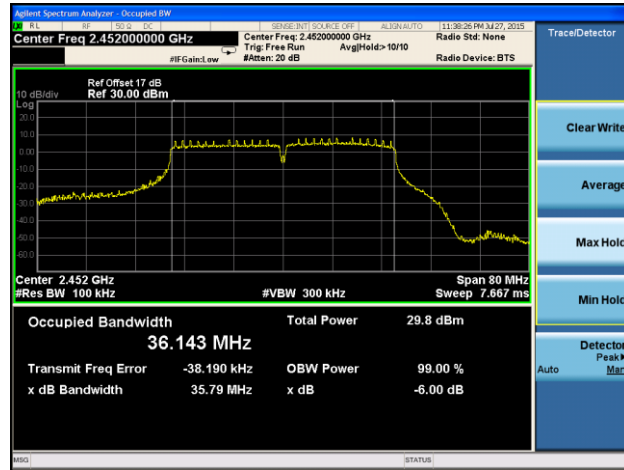 Agilent Spectrum Analyzer - Occupied BW
RL RF 50 Ω DC SENSE:INT SOURCE OFF ALIGN AUTO 11:38:26 PM Jul 27, 2015
Center Freq 2.452000000 GHz Center Freq: 2.452000000 GHz Radio Std: None
Trig: Free Run Avg|Hold:>10/10
#IFGain:Low #Atten: 20 dB Radio Device: BTS
Trace/Detector
Ref Offset 17 dB
10 dB/div Ref 30.00 dBm
Log
20.0
10.0
0.00
-10.0
-20.0
-30.0
-40.0
-50.0
-60.0
Center 2.452 GHz Span 80 MHz
#Res BW 100 kHz #VBW 300 kHz Sweep 7.667 ms
Occupied Bandwidth Total Power 29.8 dBm
36.143 MHz
Transmit Freq Error -38.190 kHz OBW Power 99.00 %
x dB Bandwidth 35.79 MHz x dB -6.00 dB
Clear Write
Average
Max Hold
Min Hold
Detector
Peak
Auto Man
MSG STATUS